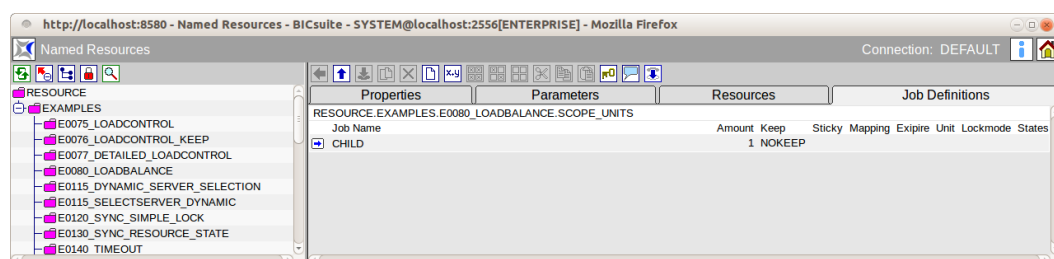 http://localhost:8580 - Named Resources - BICsuite - SYSTEM@localhost:2556[ENTERPRISE] - Mozilla Firefox
Named Resources
Connection: DEFAULT
RESOURCE
EXAMPLES
E0075_LOADCONTROL
E0076_LOADCONTROL_KEEP
E0077_DETAILED_LOADCONTROL
E0080_LOADBALANCE
E0115_DYNAMIC_SERVER_SELECTION
E0115_SELECTSERVER_DYNAMIC
E0120_SYNC_SIMPLE_LOCK
E0130_SYNC_RESOURCE_STATE
E0140_TIMEOUT
x.y
Properties Parameters Resources Job Definitions
RESOURCE.EXAMPLES.E0080_LOADBALANCE.SCOPE_UNITS
Job Name Amount Keep Sticky Mapping Exipire Unit Lockmode States
CHILD 1 NOKEEP